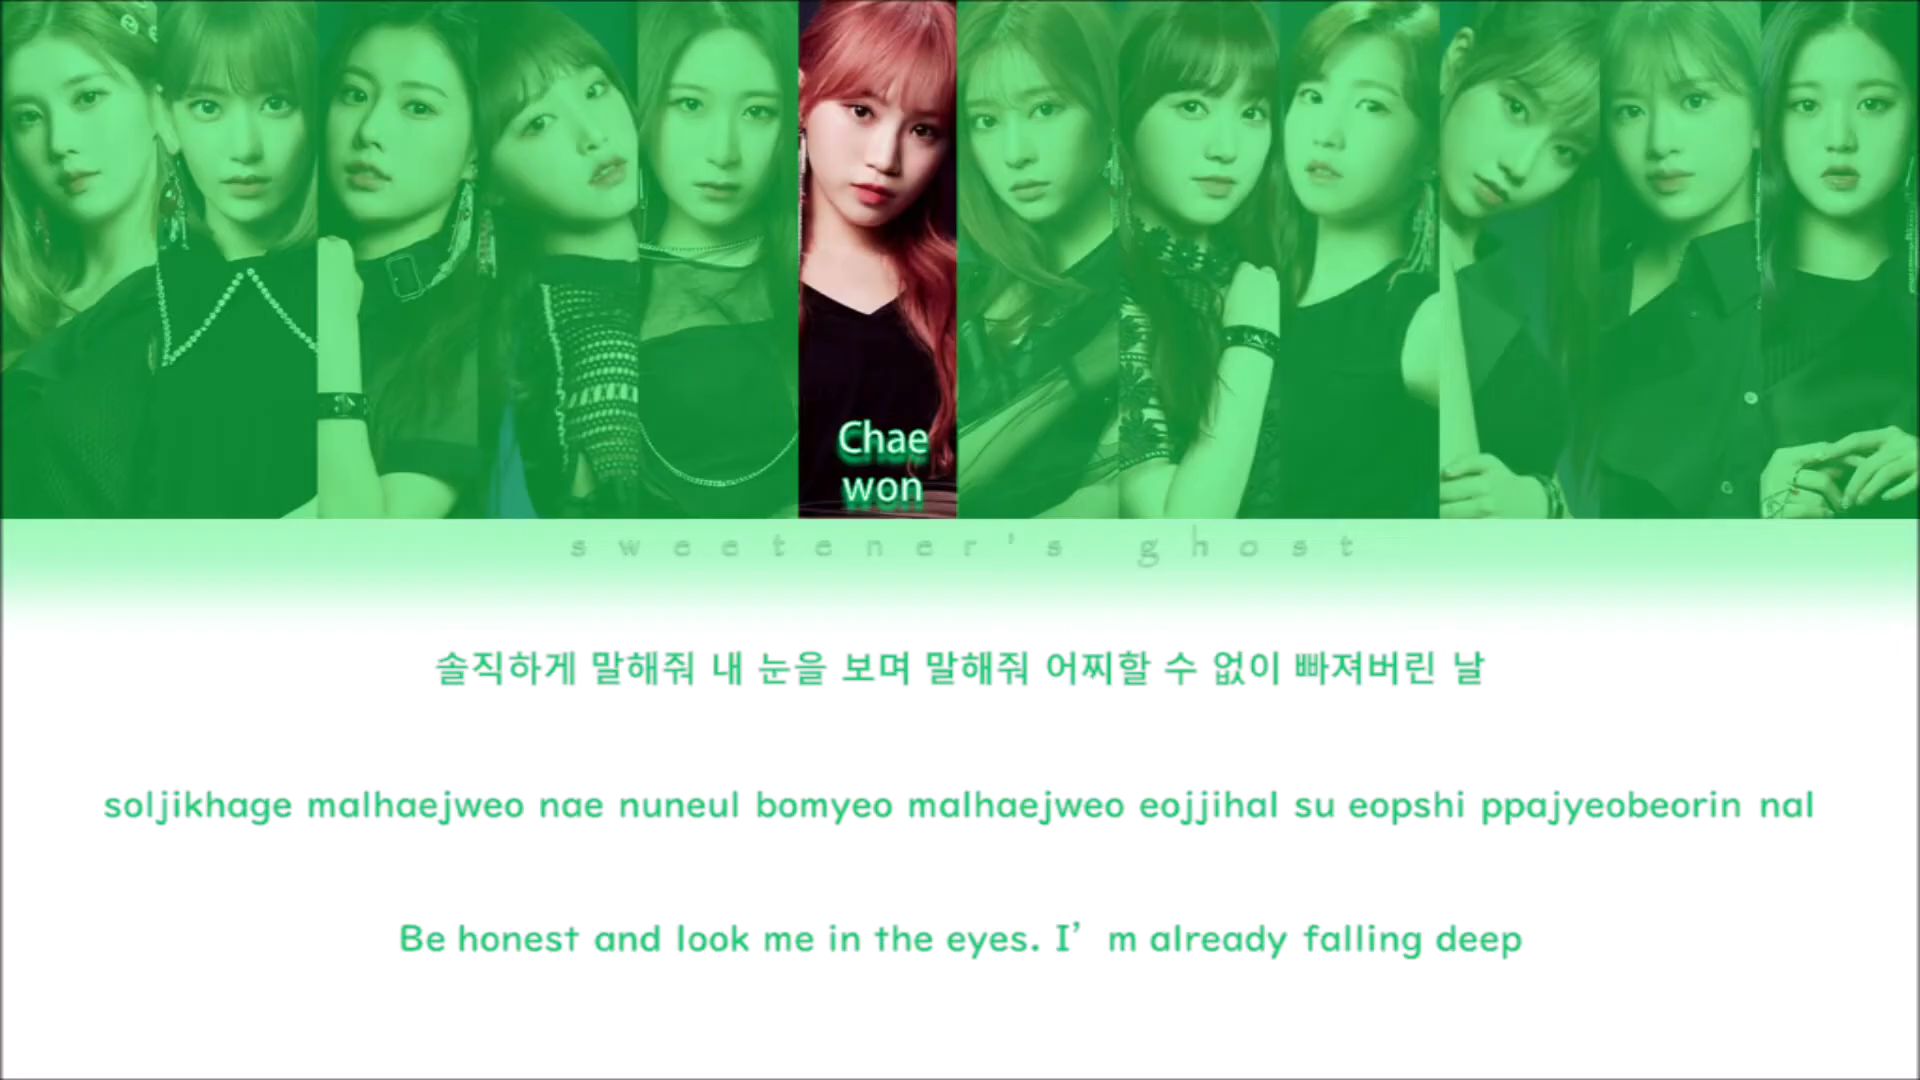 Chae
won
sweetener's ghost
솔직하게 말해줘 내 눈을 보며 말해줘 어찌할 수 없이 빠져버린 날
soljikhage malhaejweo nae nuneul bomyeo malhaejweo eojjihal su eopshi ppajyeobeorin nal
Be honest and look me in the eyes. I’m already falling deep